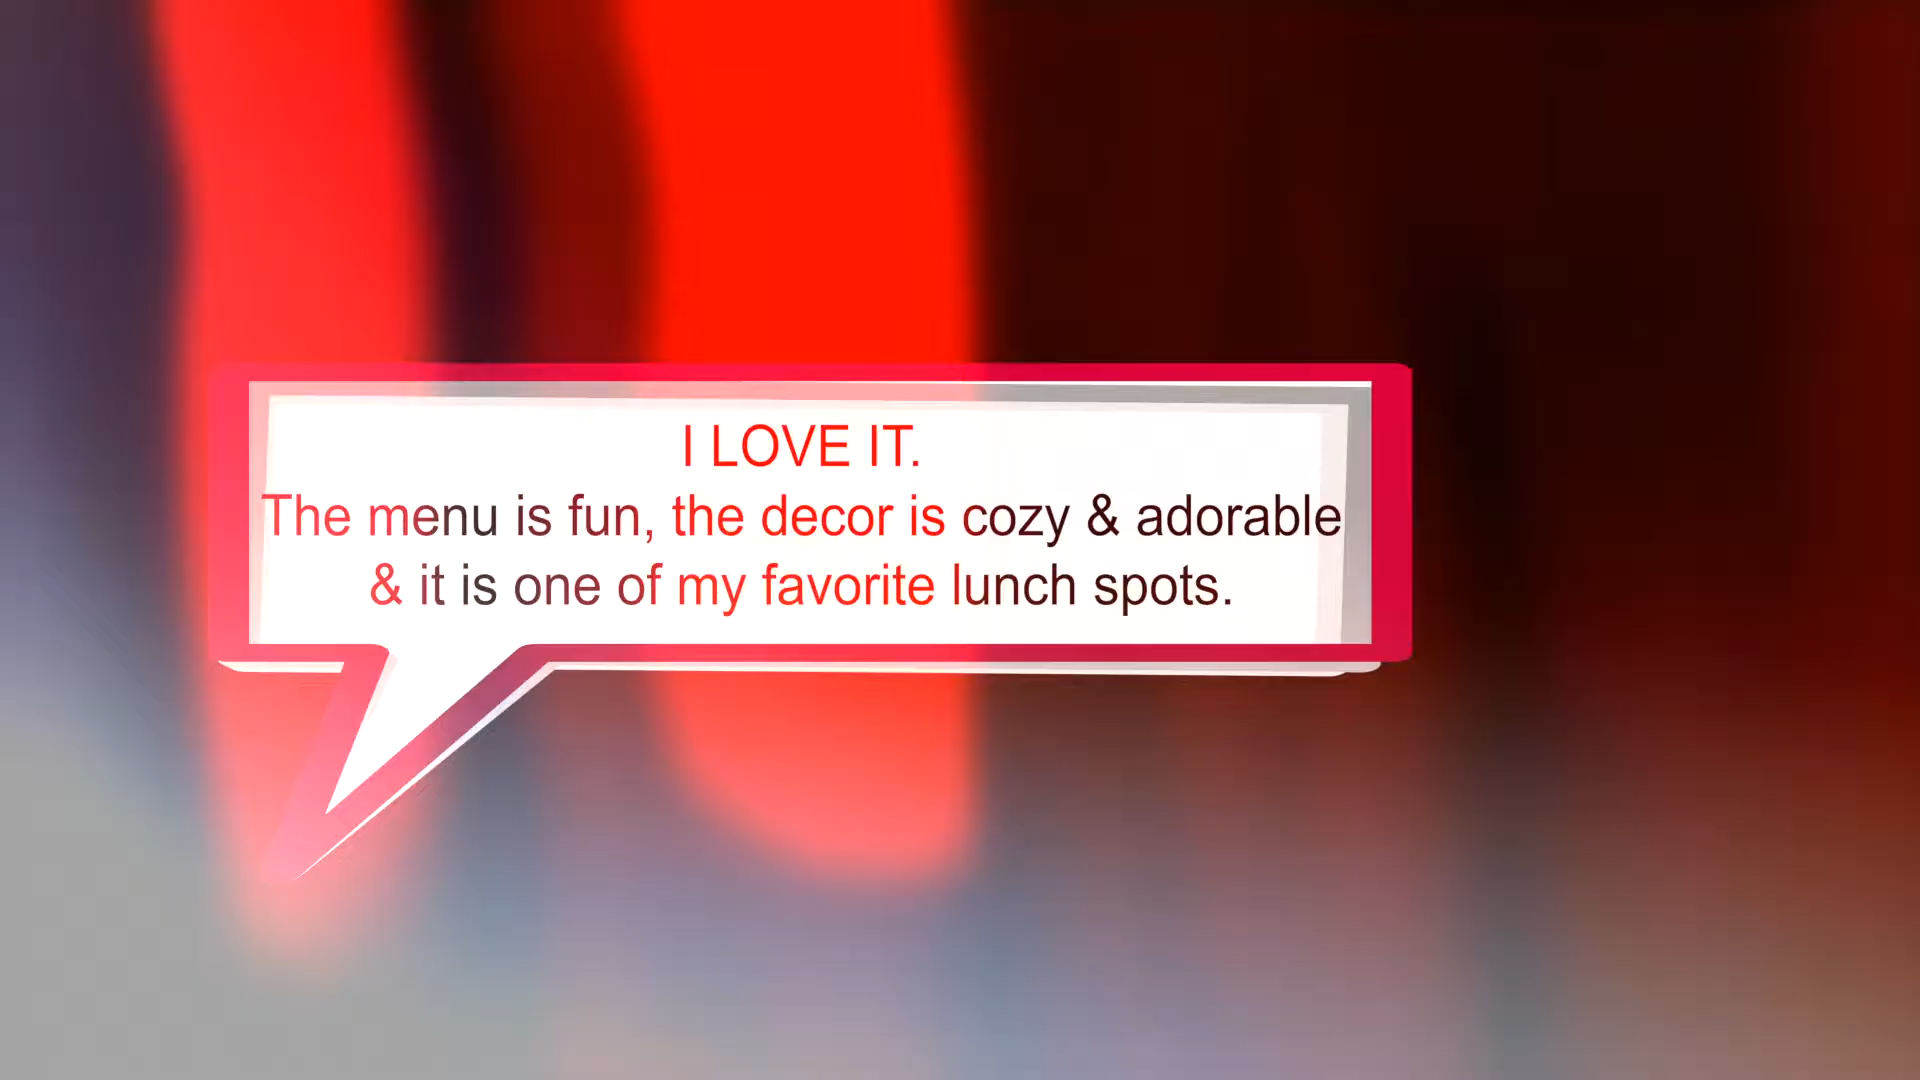 I LOVE IT.
The menu is fun, the decor is cozy & adorable
& it is one of my favorite lunch spots.